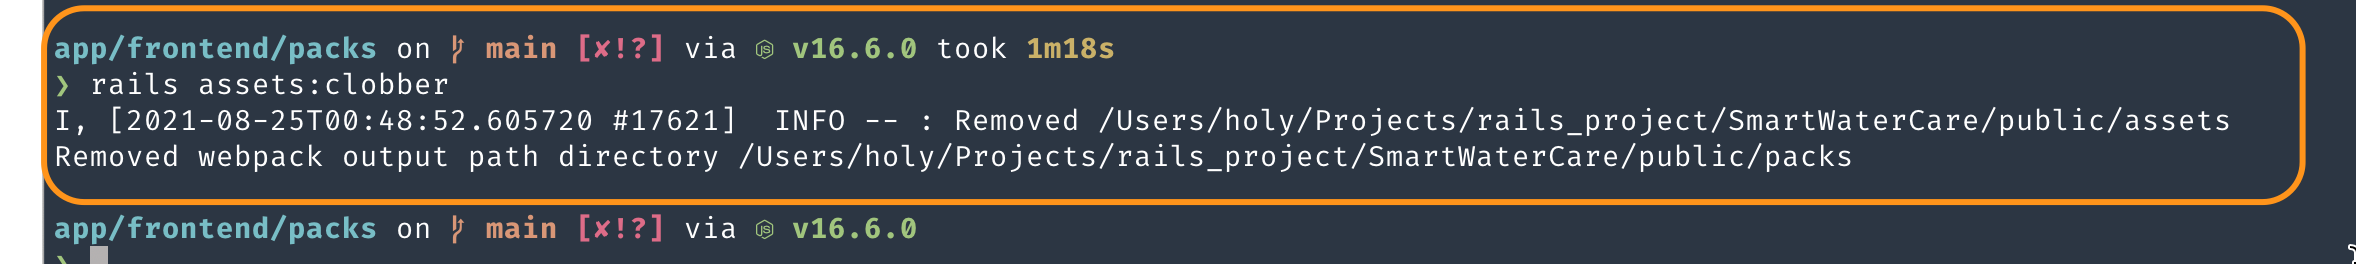 app/frontend/packs on main [✘!?] via v16.6.0 took 1m18s
❯ rails assets:clobber
I, [2021-08-25T00:48:52.605720 #17621]  INFO -- : Removed /Users/holy/Projects/rails_project/SmartWaterCare/public/assets
Removed webpack output path directory /Users/holy/Projects/rails_project/SmartWaterCare/public/packs
app/frontend/packs on main [✘!?] via v16.6.0
❯